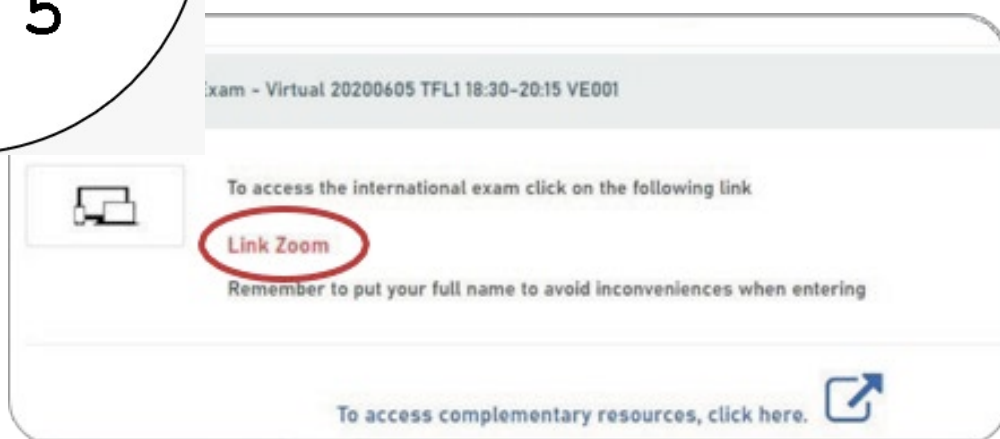 5
xam - Virtual 20200605 TFL1 18:30-20:15 VE001
To access the international exam click on the following link
Link Zoom
Remember to put your full name to avoid inconveniences when entering
To access complementary resources, click here.